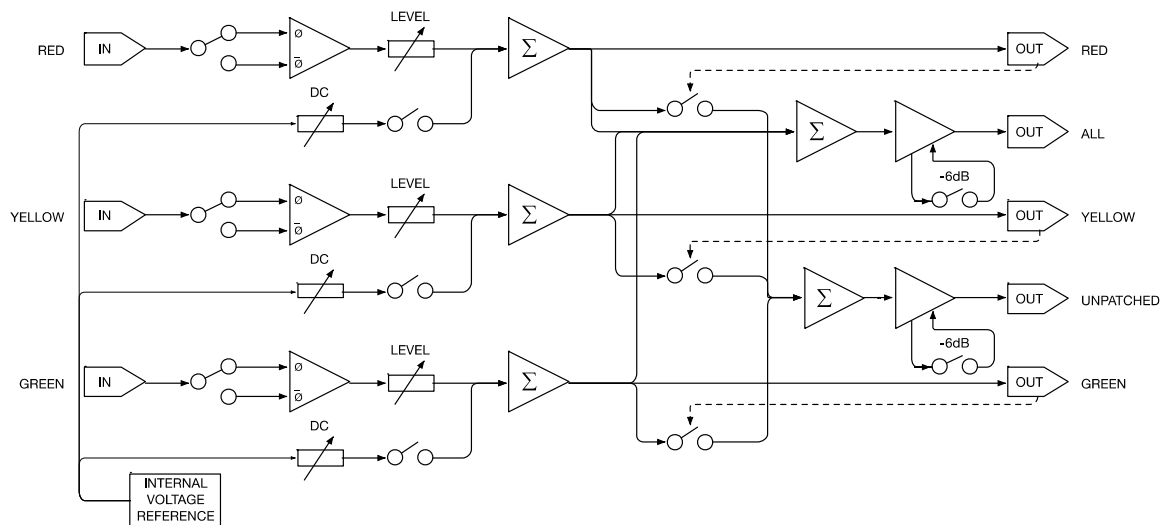 LEVEL
RED IN Ø Σ OUT RED
Ø̅
DC
Σ OUT ALL
-6dB
LEVEL
YELLOW IN Ø Σ OUT YELLOW
Ø̅
DC
Σ OUT UNPATCHED
-6dB
LEVEL
GREEN IN Ø Σ OUT GREEN
Ø̅
DC
INTERNAL
VOLTAGE
REFERENCE